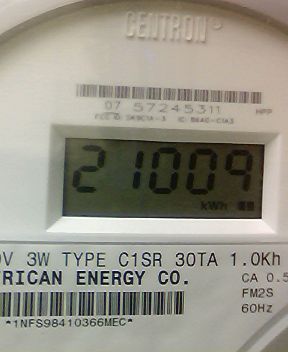 CENTRON®
07 57245311
HPP
21009
kWh
V 3W TYPE C1SR 30TA 1.0Kh
RICAN ENERGY CO.
CA 0.5
FM2S
60Hz
*1NFS98410366MEC*